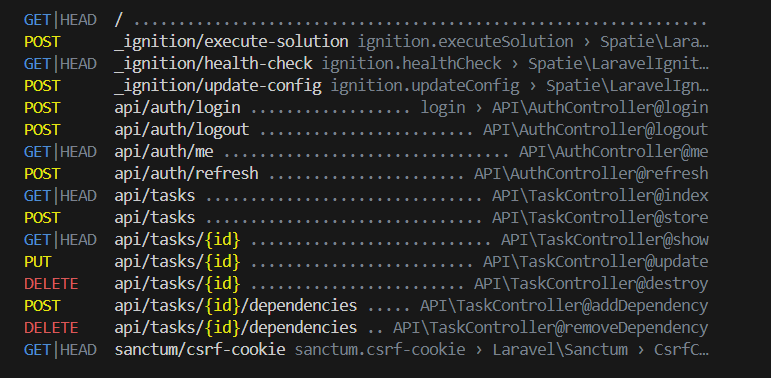 GET|HEAD / ................................................................
POST _ignition/execute-solution ignition.executeSolution › Spatie\Lara…
GET|HEAD _ignition/health-check ignition.healthCheck › Spatie\LaravelIgnit…
POST _ignition/update-config ignition.updateConfig › Spatie\LaravelIgn…
POST api/auth/login .................. login › API\AuthController@login
POST api/auth/logout ........................ API\AuthController@logout
GET|HEAD api/auth/me ................................ API\AuthController@me
POST api/auth/refresh ...................... API\AuthController@refresh
GET|HEAD api/tasks ............................... API\TaskController@index
POST api/tasks ............................... API\TaskController@store
GET|HEAD api/tasks/{id} ........................... API\TaskController@show
PUT api/tasks/{id} ......................... API\TaskController@update
DELETE api/tasks/{id} ........................ API\TaskController@destroy
POST api/tasks/{id}/dependencies ..... API\TaskController@addDependency
DELETE api/tasks/{id}/dependencies .. API\TaskController@removeDependency
GET|HEAD sanctum/csrf-cookie sanctum.csrf-cookie › Laravel\Sanctum › CsrfC…